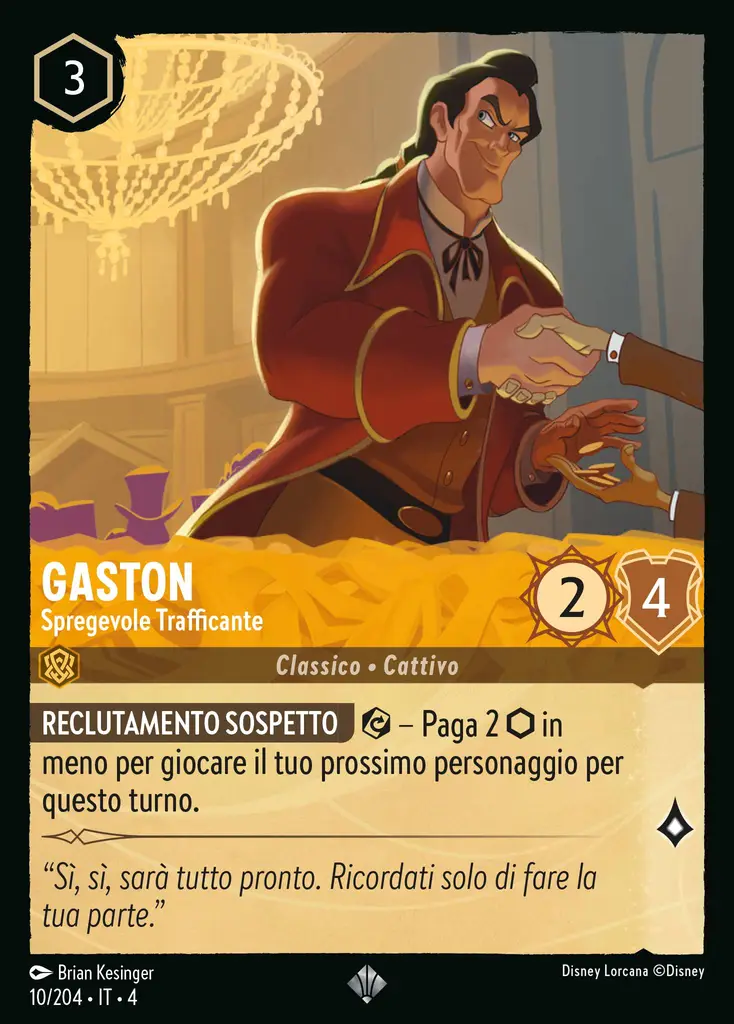 3
GASTON
Spregevole Trafficante
2
4
Classico • Cattivo
RECLUTAMENTO SOSPETTO – Paga 2 in
meno per giocare il tuo prossimo personaggio per
questo turno.
“Sì, sì, sarà tutto pronto. Ricordati solo di fare la
tua parte.”
Brian Kesinger
Disney Lorcana ©Disney
10/204 • IT • 4